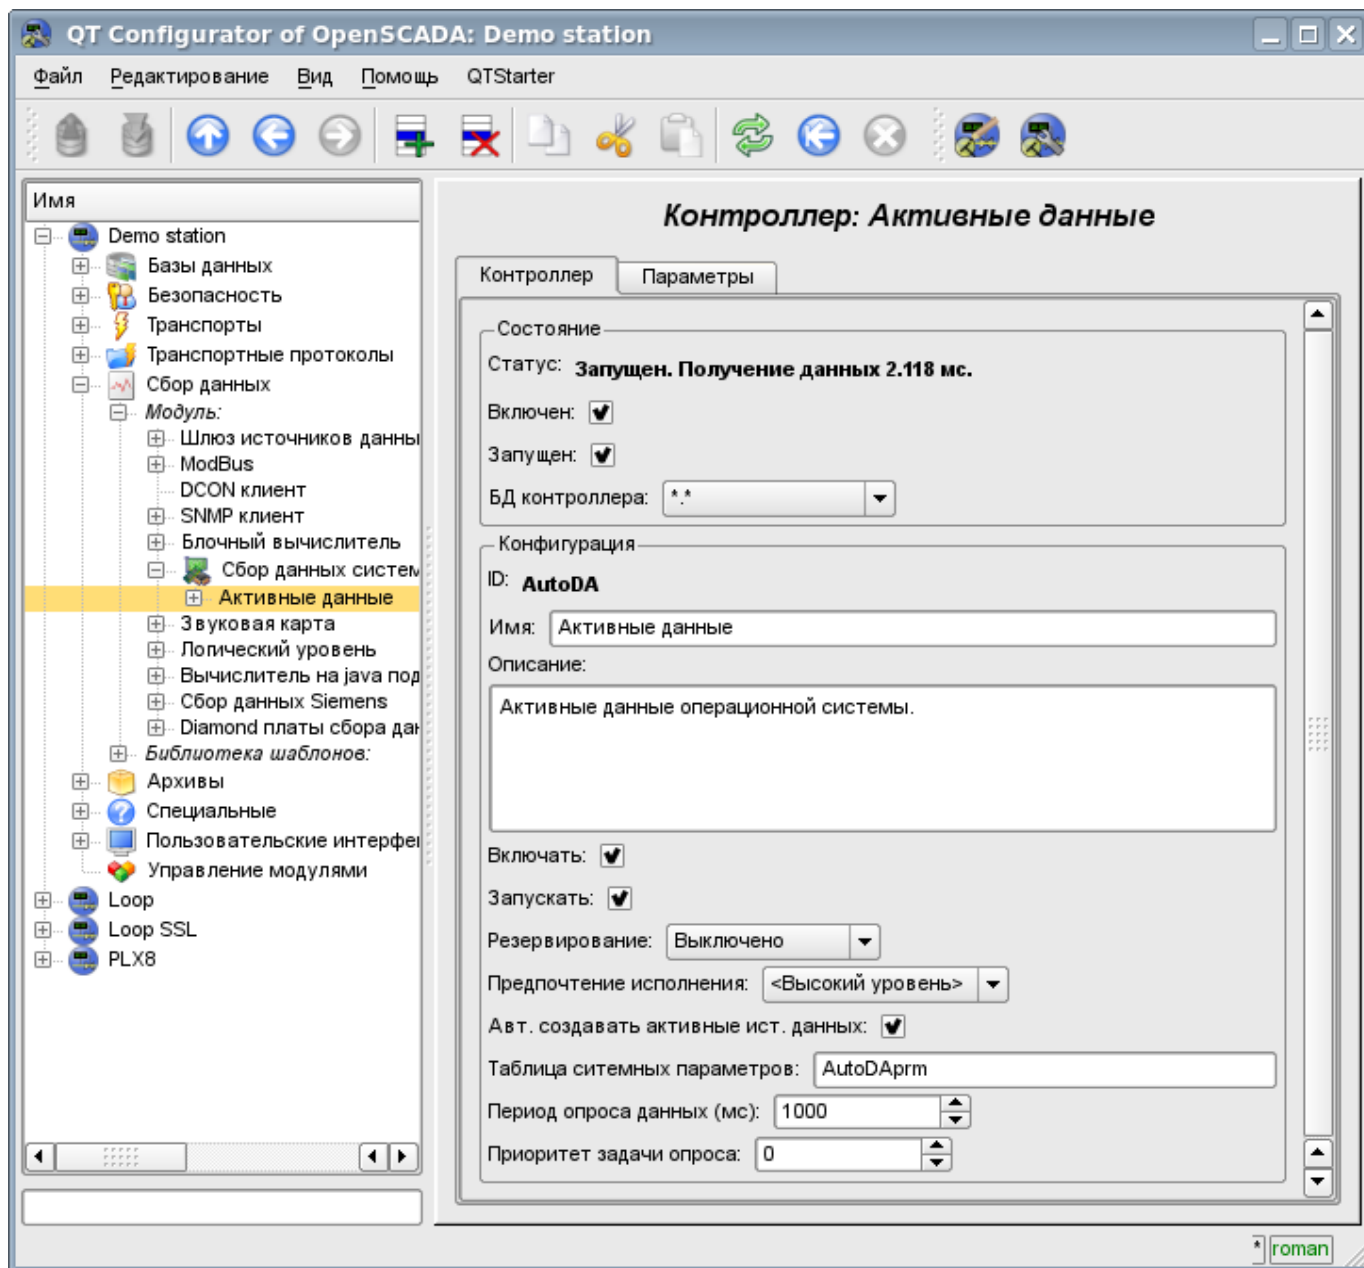 QT Configurator of OpenSCADA: Demo station
Файл Редактирование Вид Помощь QTStarter
Имя
Demo station
Базы данных
Безопасность
Транспорты
Транспортные протоколы
Сбор данных
Модуль:
Шлюз источников данны
ModBus
DCON клиент
SNMP клиент
Блочный вычислитель
Сбор данных систем
Активные данные
Звуковая карта
Логический уровень
Вычислитель на java под
Сбор данных Siemens
Diamond платы сбора дан
Библиотека шаблонов:
Архивы
Специальные
Пользовательские интерфе
Управление модулями
Loop
Loop SSL
PLX8
Контроллер: Активные данные
Контроллер Параметры
Состояние
Статус: Запущен. Получение данных 2.118 мс.
Включен:
Запущен:
БД контроллера: *.*
Конфигурация
ID: AutoDA
Имя: Активные данные
Описание:
Активные данные операционной системы.
Включать:
Запускать:
Резервирование: Выключено
Предпочтение исполнения: <Высокий уровень>
Авт. создавать активные ист. данных:
Таблица ситемных параметров: AutoDAprm
Период опроса данных (мс): 1000
Приоритет задачи опроса: 0
* roman